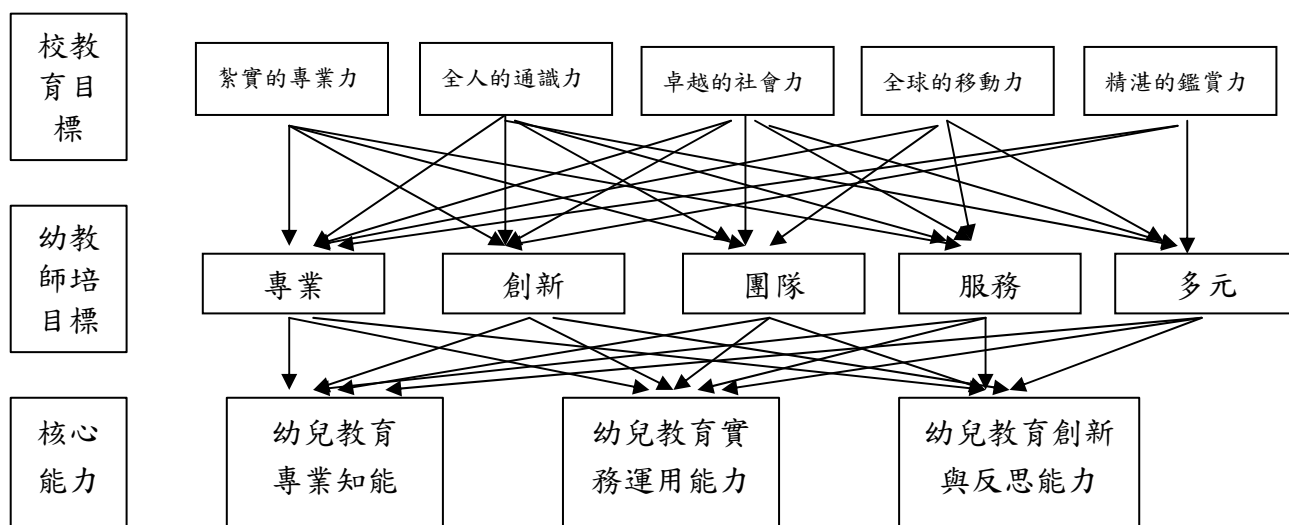 校教
育目
標
紮實的專業力
全人的通識力
卓越的社會力
全球的移動力
精湛的鑑賞力
幼教
師培
目標
專業
創新
團隊
服務
多元
核心
能力
幼兒教育
專業知能
幼兒教育實
務運用能力
幼兒教育創新
與反思能力